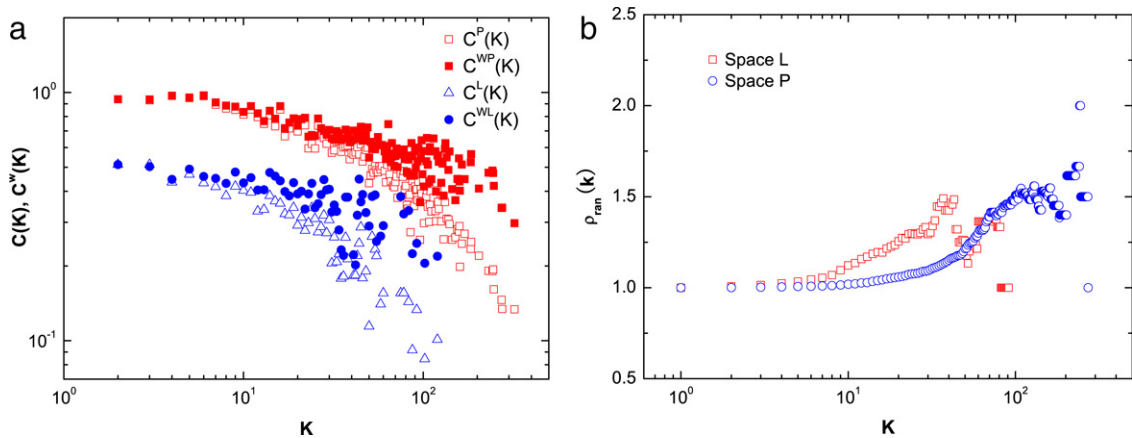 a
C^P(K)
C^WP(K)
C^L(K)
C^WL(K)
10^0
10^-1
C(K), C^w(K)
10^0
10^1
10^2
K
b
Space L
Space P
2.5
2.0
1.5
1.0
0.5
ρ_ran(k)
10^0
10^1
10^2
K